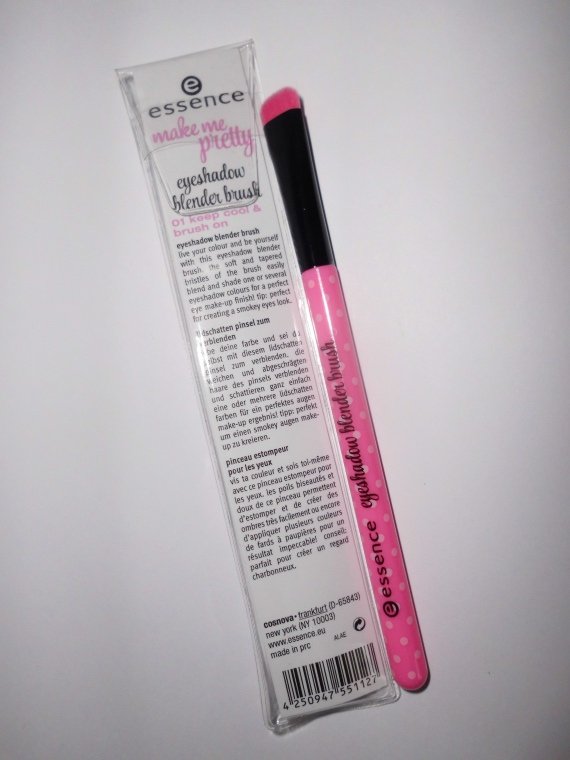 essence
make me
pretty
eyeshadow
blender brush
01 keep cool &
brush on
eyeshadow blender brush
live your colour and be yourself
with this eyeshadow blender
brush. the soft and tapered
bristles of the brush easily
blend and shade one or several
eyeshadow colours for a perfect
eye make-up finish! tip: perfect
for creating a smokey eyes look.
lidschatten pinsel zum
verblenden
deine farbe und sei du
selbst mit diesem lidschatten
pinsel zum verblenden. die
weichen und abgeschrägten
haare des pinsels verblenden
und schattieren ganz einfach
eine oder mehrere lidschatten
farben für ein perfektes augen
make-up ergebnis! tipp: perfekt
um einen smokey augen make-
up zu kreieren.
pinceau estompeur
pour les yeux
vis ta couleur et sois toi-même
avec ce pinceau estompeur pour
les yeux. les poils biseautés et
doux de ce pinceau permettent
d'estomper et de créer des
ombres très facilement ou encore
d'appliquer plusieurs couleurs
de fards à paupières pour un
résultat impeccable! conseil:
parfait pour créer un regard
charbonneux.
cosnova • frankfurt (D-65843)
new york (NY 10003)
www.essence.eu
made in prc
ALAE
4 250947 551127
essence eyeshadow blender brush